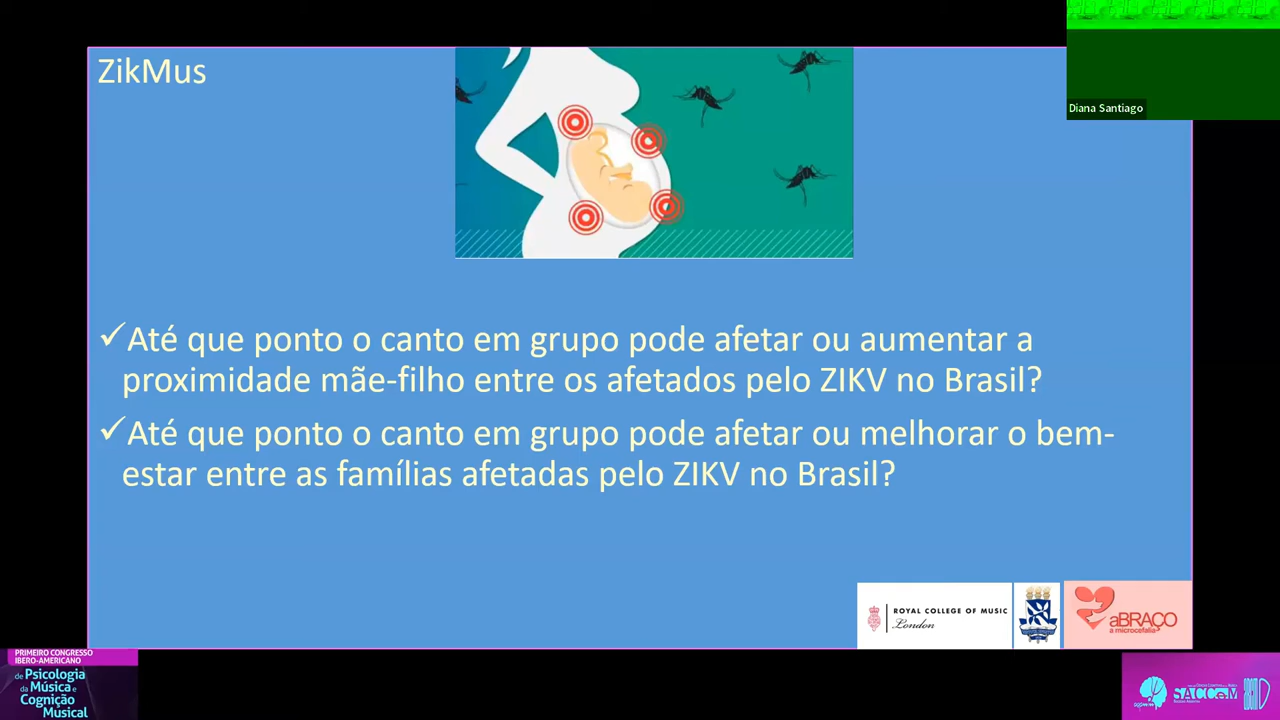 ZikMus
Diana Santiago
✓Até que ponto o canto em grupo pode afetar ou aumentar a
proximidade mãe-filho entre os afetados pelo ZIKV no Brasil?
✓Até que ponto o canto em grupo pode afetar ou melhorar o bem-
estar entre as famílias afetadas pelo ZIKV no Brasil?
ROYAL COLLEGE OF MUSIC
London
aBRAÇO
a microcefalia
PRIMEIRO CONGRESSO
IBERO-AMERICANO
de Psicologia
da Música e
Cognição
Musical
SACCoM